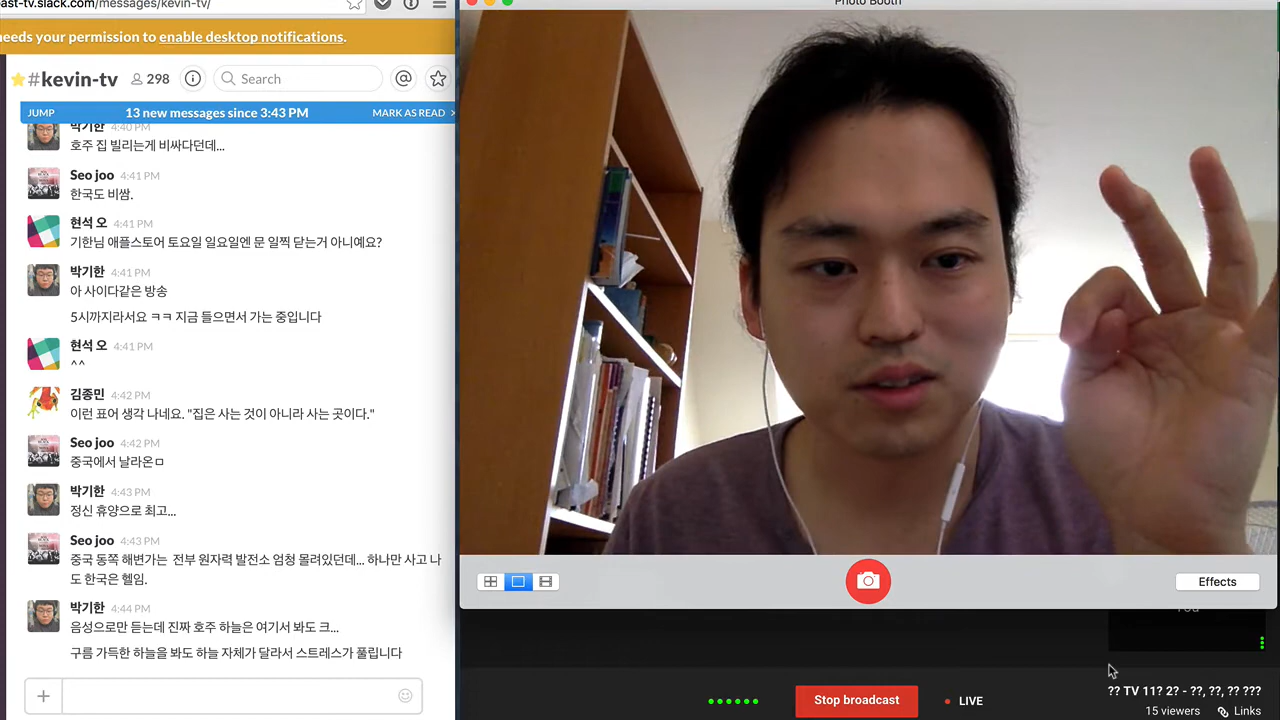 ast-tv.slack.com/messages/kevin-tv/
Photo Booth
eeds your permission to enable desktop notifications.
#kevin-tv
298
Search
JUMP
13 new messages since 3:43 PM
MARK AS READ
박기한 4:40 PM
호주 집 빌리는게 비싸다던데...
Seo joo 4:41 PM
한국도 비쌈.
현석 오 4:41 PM
기한님 애플스토어 토요일 일요일엔 문 일찍 닫는거 아니예요?
박기한 4:41 PM
아 사이다같은 방송
5시까지라서요 ㅋㅋ 지금 들으면서 가는 중입니다
현석 오 4:41 PM
^^
김종민 4:42 PM
이런 표어 생각 나네요. "집은 사는 것이 아니라 사는 곳이다."
Seo joo 4:42 PM
중국에서 날라온ㅁ
박기한 4:43 PM
정신 휴양으로 최고...
Seo joo 4:43 PM
중국 동쪽 해변가는 전부 원자력 발전소 엄청 몰려있던데... 하나만 사고 나
도 한국은 헬임.
박기한 4:44 PM
음성으로만 듣는데 진짜 호주 하늘은 여기서 봐도 크...
구름 가득한 하늘을 봐도 하늘 자체가 달라서 스트레스가 풀립니다
Effects
You
Stop broadcast
LIVE
?? TV 11? 2? - ??, ??, ?? ???
15 viewers
Links